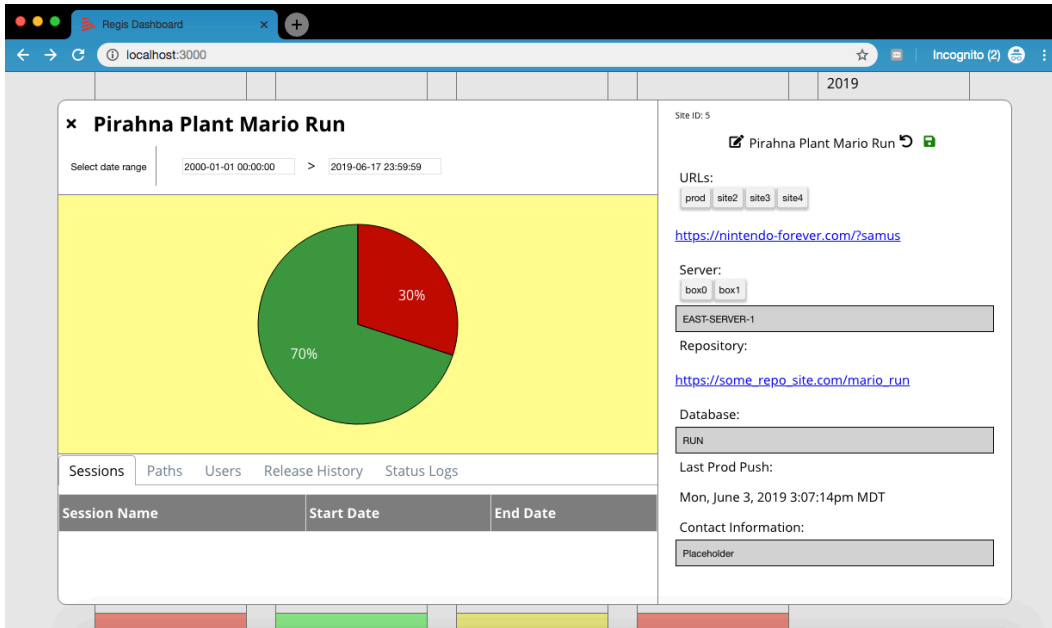 Regis Dashboard
localhost:3000
Incognito (2)
2019
Pirahna Plant Mario Run
Select date range
2000-01-01 00:00:00 > 2019-06-17 23:59:59
30%
70%
Sessions Paths Users Release History Status Logs
Session Name Start Date End Date
Site ID: 5
Pirahna Plant Mario Run
URLs:
prod site2 site3 site4
https://nintendo-forever.com/?samus
Server:
box0 box1
EAST-SERVER-1
Repository:
https://some_repo_site.com/mario_run
Database:
RUN
Last Prod Push:
Mon, June 3, 2019 3:07:14pm MDT
Contact Information:
Placeholder